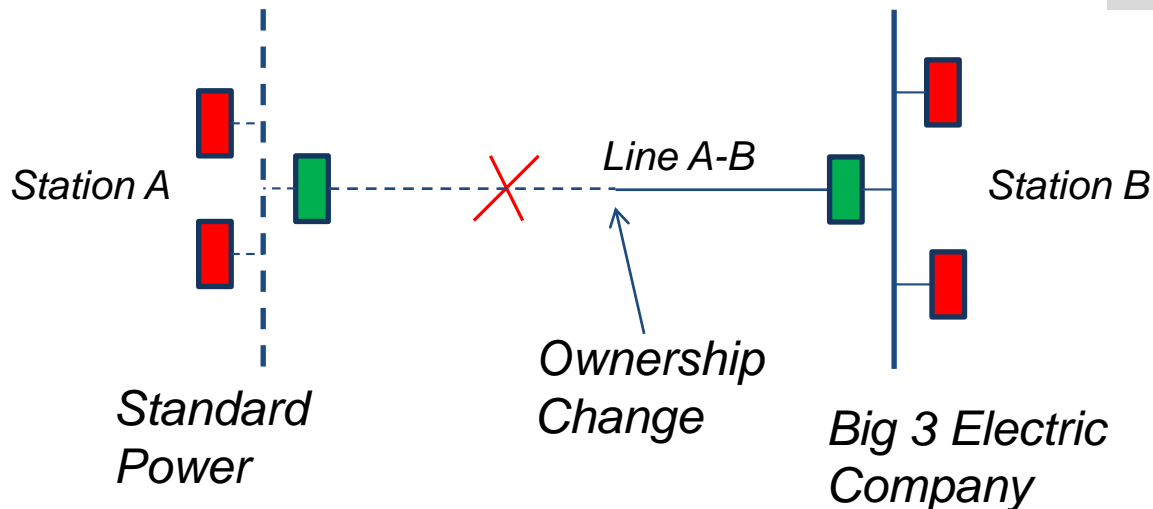 Station A
Line A-B
Station B
Ownership
Change
Standard
Power
Big 3 Electric
Company